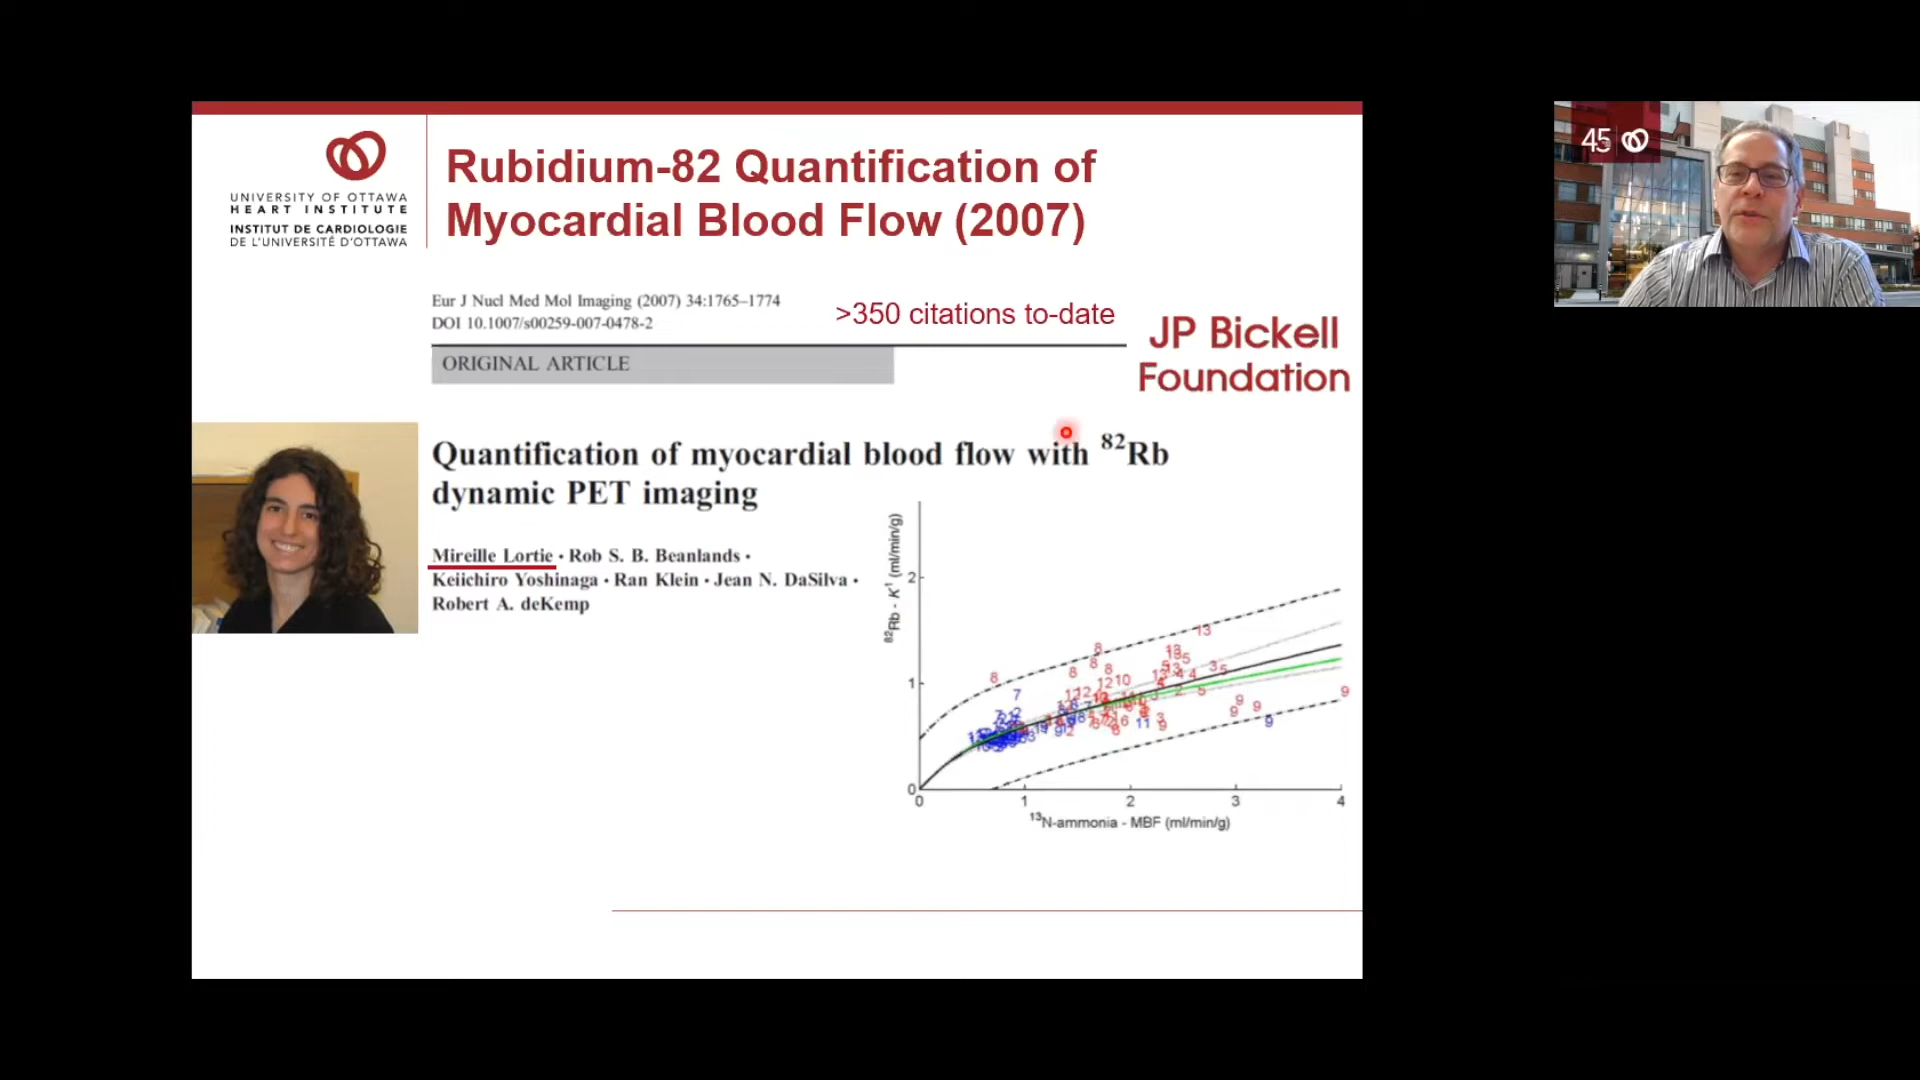 UNIVERSITY OF OTTAWA
HEART INSTITUTE
INSTITUT DE CARDIOLOGIE
DE L'UNIVERSITÉ D'OTTAWA
Rubidium-82 Quantification of
Myocardial Blood Flow (2007)
Eur J Nucl Med Mol Imaging (2007) 34:1765–1774
DOI 10.1007/s00259-007-0478-2
>350 citations to-date
ORIGINAL ARTICLE
JP Bickell
Foundation
Quantification of myocardial blood flow with ⁸²Rb
dynamic PET imaging
Mireille Lortie · Rob S. B. Beanlands ·
Keiichiro Yoshinaga · Ran Klein · Jean N. DaSilva ·
Robert A. deKemp
⁸²Rb - K¹ (ml/min/g)
2
1
0
0 1 2 3 4
¹³N-ammonia - MBF (ml/min/g)
45